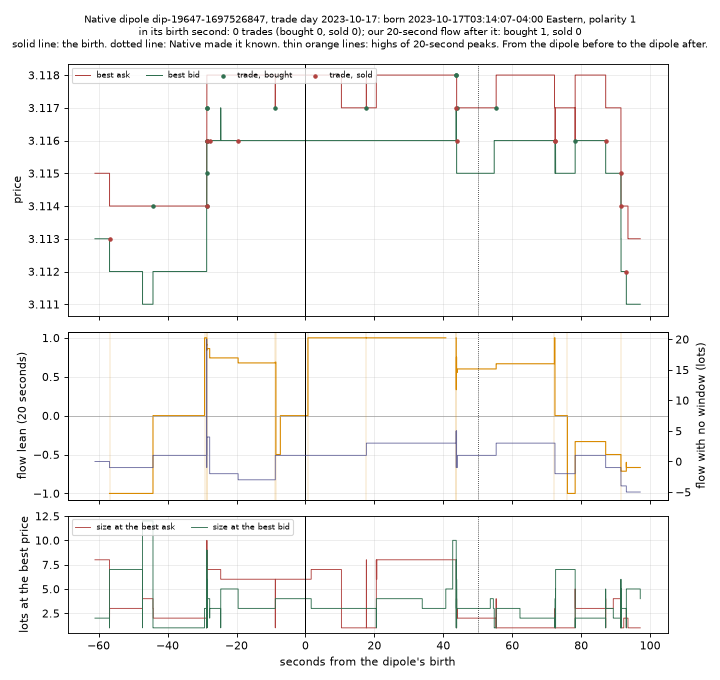 Native dipole dip-19647-1697526847, trade day 2023-10-17: born 2023-10-17T03:14:07-04:00 Eastern, polarity 1
in its birth second: 0 trades (bought 0, sold 0); our 20-second flow after it: bought 1, sold 0
solid line: the birth. dotted line: Native made it known. thin orange lines: highs of 20-second peaks. From the dipole before to the dipole after.
best ask best bid trade, bought trade, sold
3.118
3.117
3.116
3.115
3.114
3.113
3.112
3.111
price
1.0
0.5
0.0
−0.5
−1.0
flow lean (20 seconds)
20
15
10
5
0
−5
flow with no window (lots)
size at the best ask size at the best bid
12.5
10.0
7.5
5.0
2.5
lots at the best price
−60 −40 −20 0 20 40 60 80 100
seconds from the dipole's birth